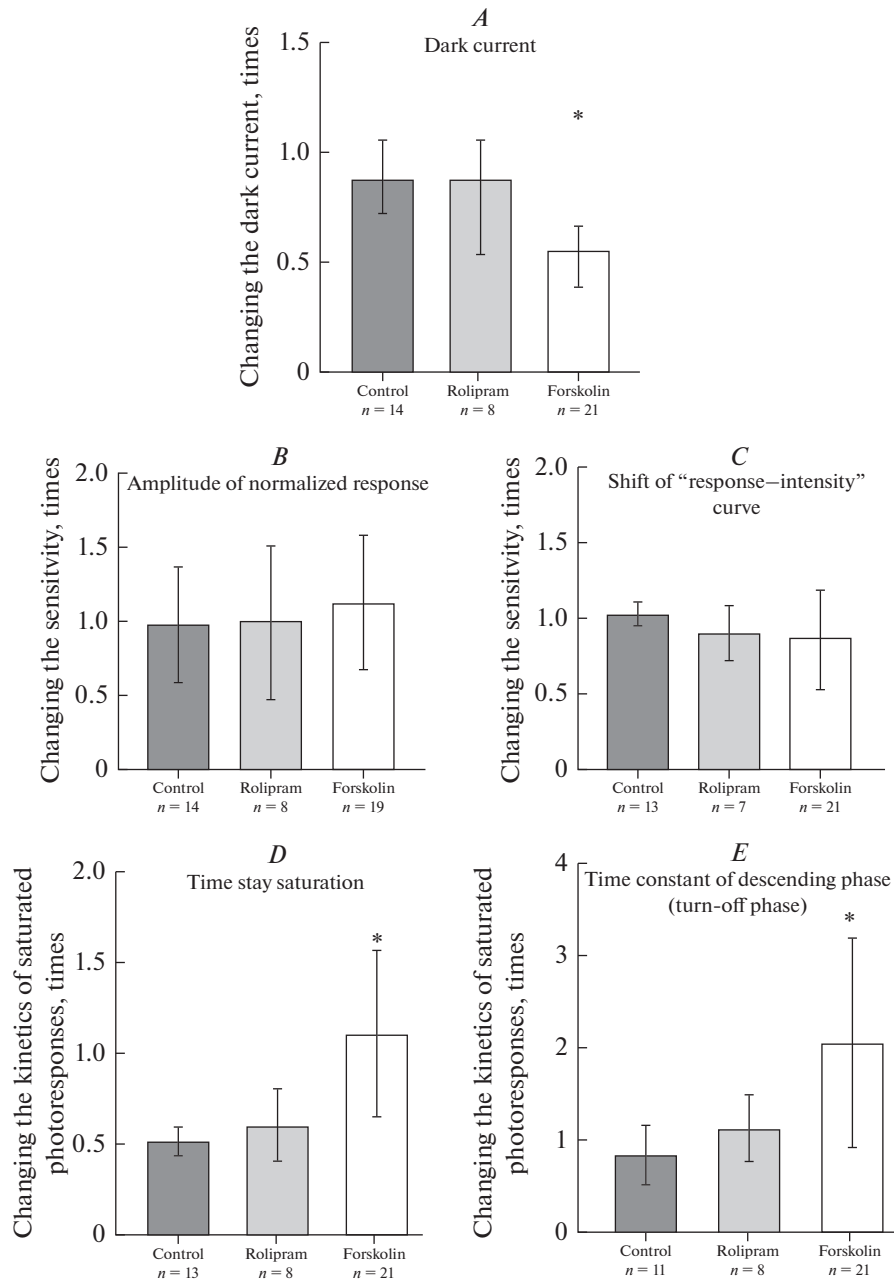 A
Dark current
Changing the dark current, times
1.5
1.0
0.5
0
*
Control
n = 14
Rolipram
n = 8
Forskolin
n = 21
B
Amplitude of normalized response
Changing the sensitvity, times
2.0
1.5
1.0
0.5
0
Control
n = 14
Rolipram
n = 8
Forskolin
n = 19
C
Shift of “response–intensity”
curve
Changing the sensitvity, times
2.0
1.5
1.0
0.5
0
Control
n = 13
Rolipram
n = 7
Forskolin
n = 21
D
Time stay saturation
Changing the kinetics of saturated
photoresponses, times
2.0
1.5
1.0
0.5
0
*
Control
n = 13
Rolipram
n = 8
Forskolin
n = 21
E
Time constant of descending phase
(turn-off phase)
Changing the kinetics of saturated
photoresponses, times
4
3
2
1
0
*
Control
n = 11
Rolipram
n = 8
Forskolin
n = 21